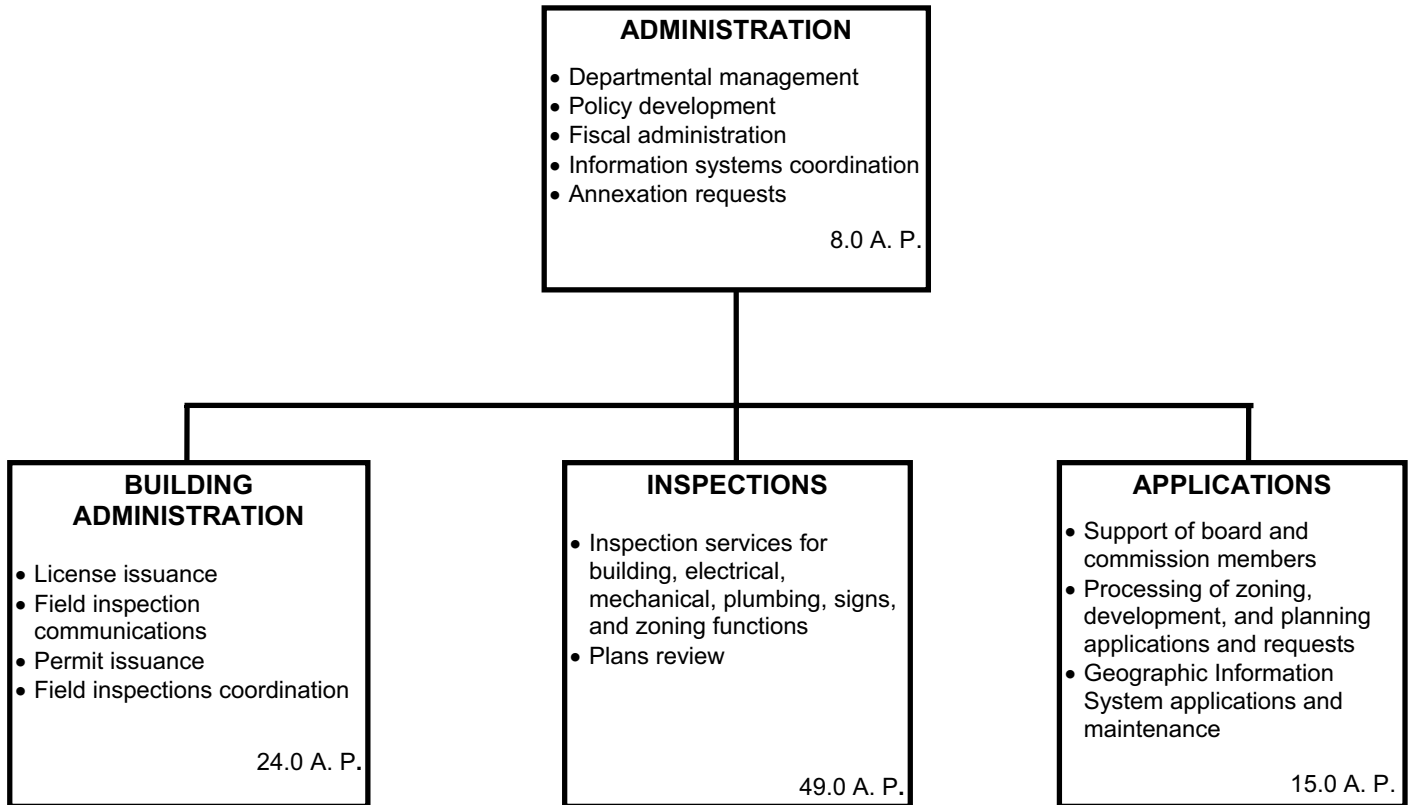 ADMINISTRATION
• Departmental management
• Policy development
• Fiscal administration
• Information systems coordination
• Annexation requests
8.0 A. P.
BUILDING
ADMINISTRATION
• License issuance
• Field inspection
communications
• Permit issuance
• Field inspections coordination
24.0 A. P.
INSPECTIONS
• Inspection services for
building, electrical,
mechanical, plumbing, signs,
and zoning functions
• Plans review
49.0 A. P.
APPLICATIONS
• Support of board and
commission members
• Processing of zoning,
development, and planning
applications and requests
• Geographic Information
System applications and
maintenance
15.0 A. P.